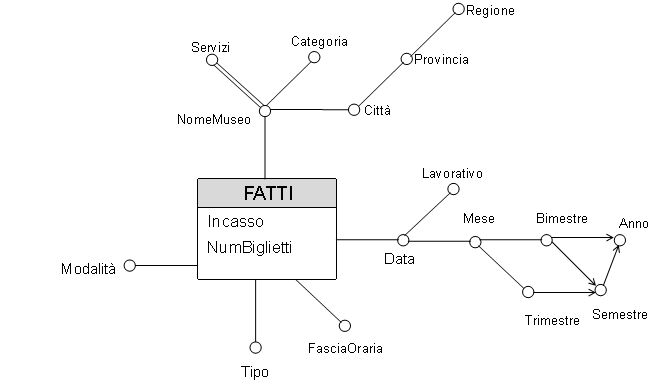 Regione
Servizi
Categoria
Provincia
NomeMuseo
Città
FATTI
Incasso
NumBiglietti
Lavorativo
Mese
Bimestre
Anno
Data
Modalità
Trimestre
Semestre
FasciaOraria
Tipo